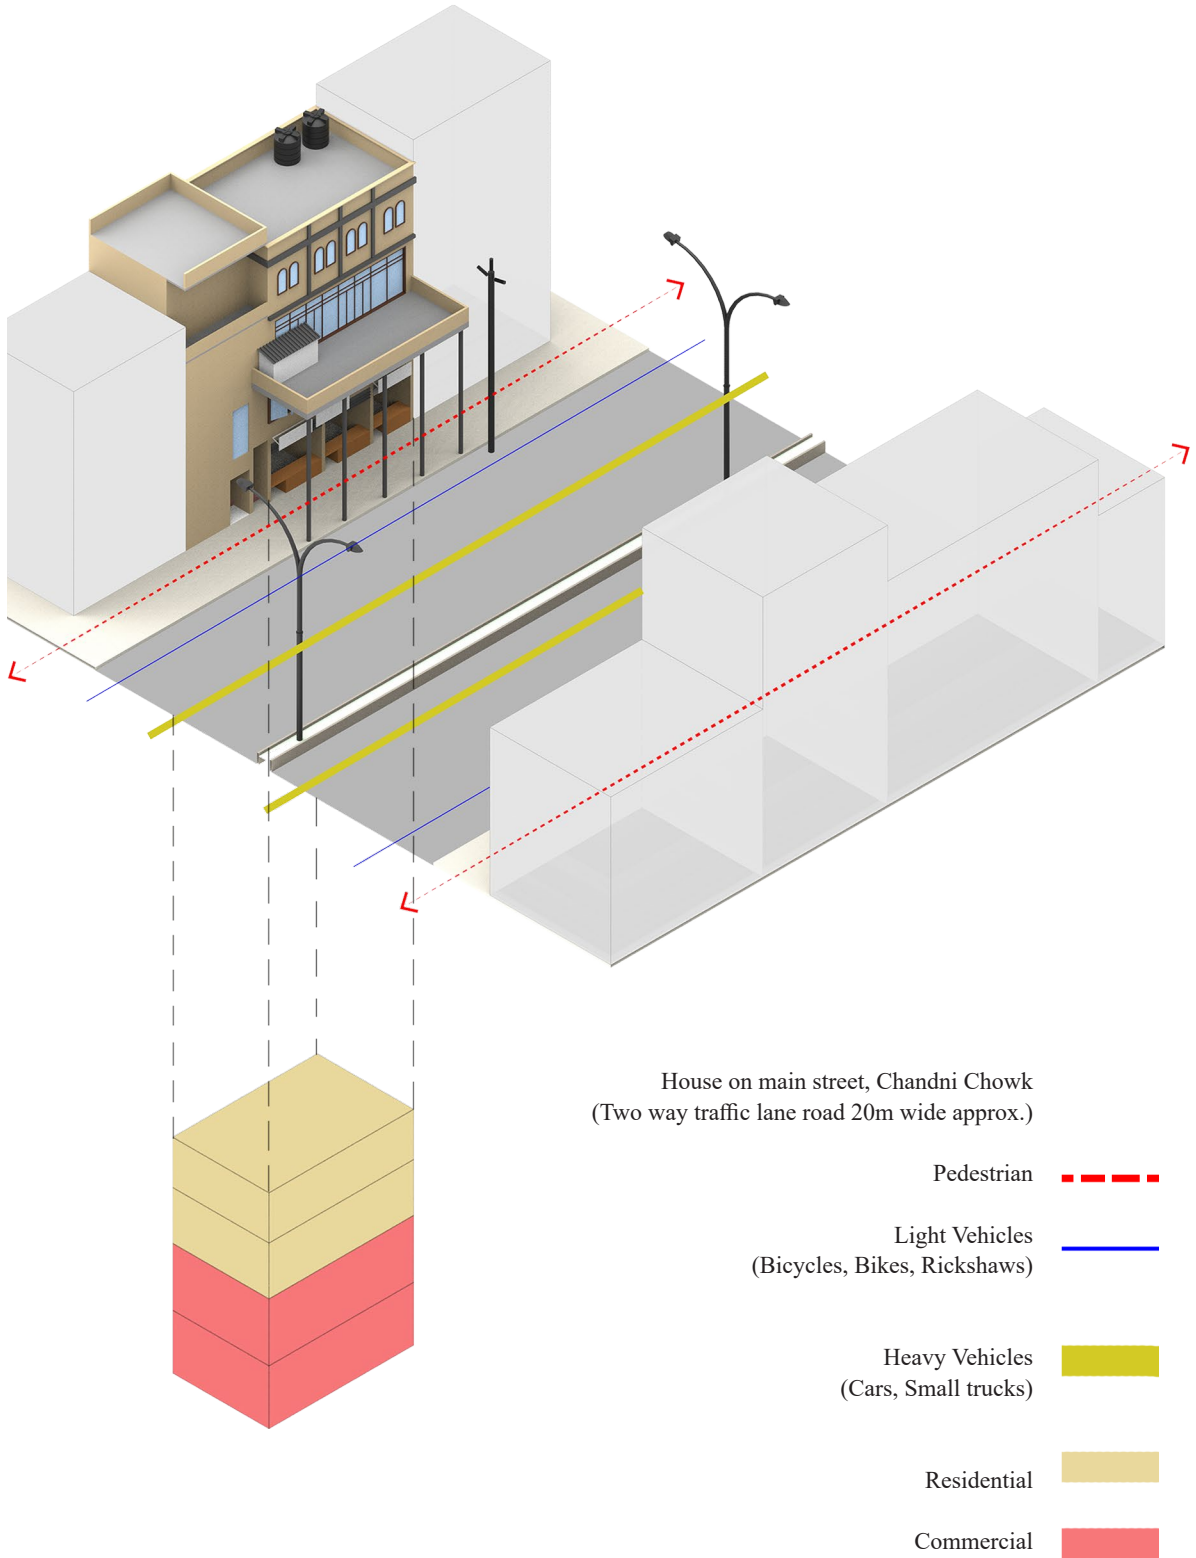 House on main street, Chandni Chowk
(Two way traffic lane road 20m wide approx.)
Pedestrian
Light Vehicles
(Bicycles, Bikes, Rickshaws)
Heavy Vehicles
(Cars, Small trucks)
Residential
Commercial